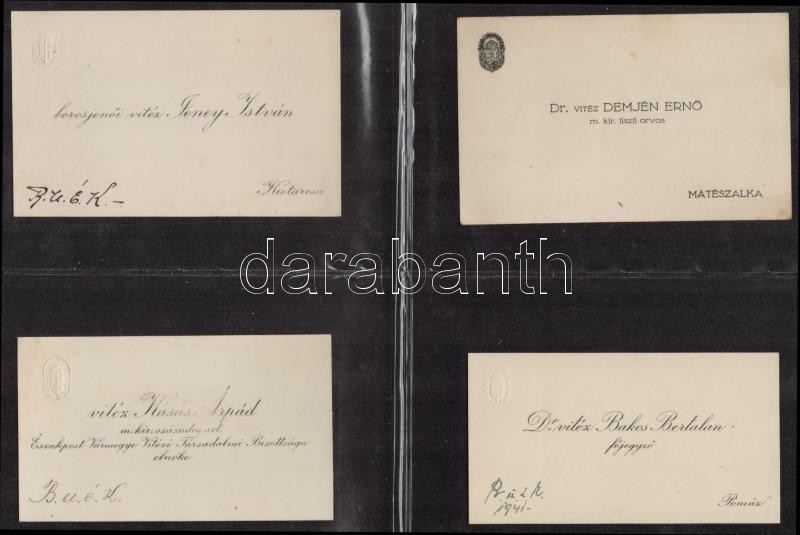 borosjenői vitéz Jeney István
B.U.É.K.-
Kistarcsa
Dr. VITÉZ DEMJÉN ERNŐ
m. kir. tiszti orvos
MÁTÉSZALKA
darabanth
vitéz Kasás Árpád
m. kir. százados szt.
Északpest Vármegye Vitézi Társadalmi Bizottsága
elnöke
B.u.é.K.
Dr. vitéz Bakos Bertalan
főjegyző
B.u.é.K.
1941-
Pomáz